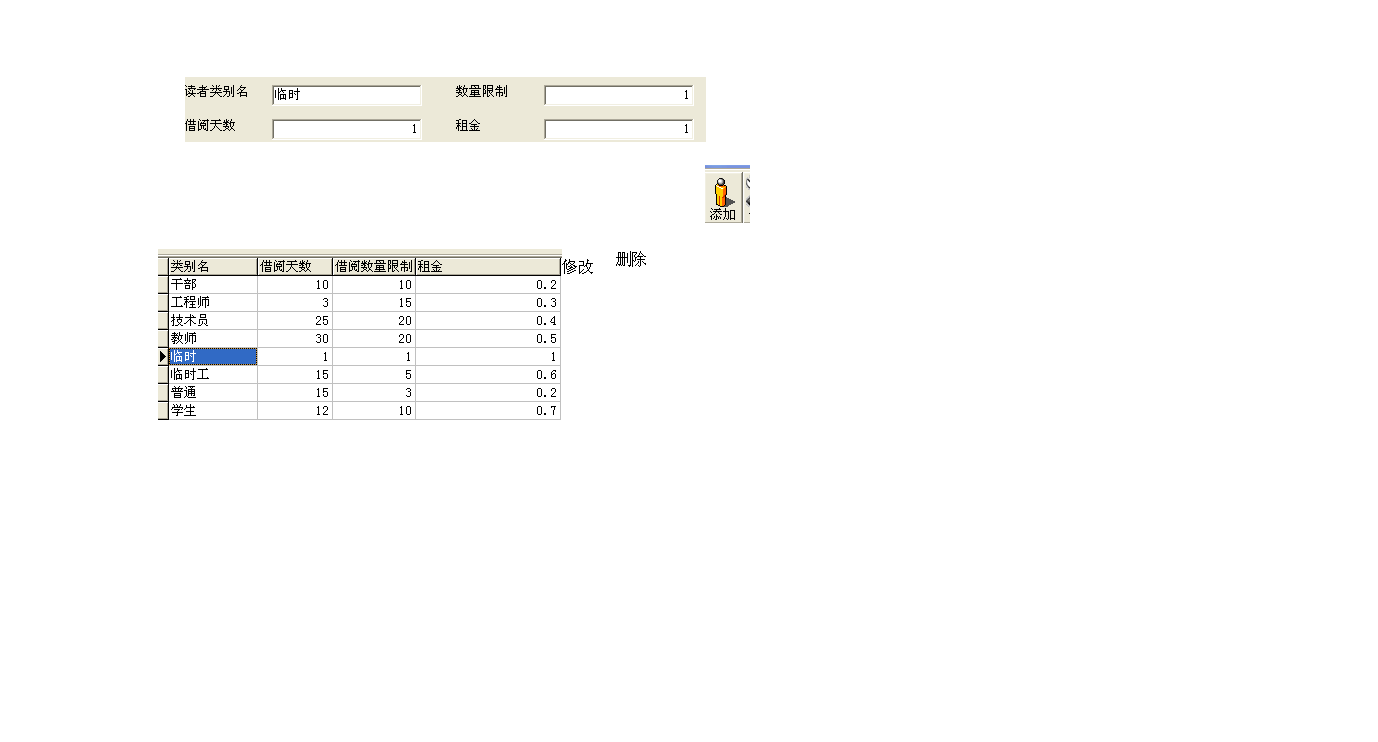 读者类别名 临时 数量限制 1
借阅天数 1 租金 1
添加
类别名 借阅天数 借阅数量限制 租金 修改 删除
干部 10 10 0.2
工程师 3 15 0.3
技术员 25 20 0.4
教师 30 20 0.5
临时 1 1 1
临时工 15 5 0.6
普通 15 3 0.2
学生 12 10 0.7